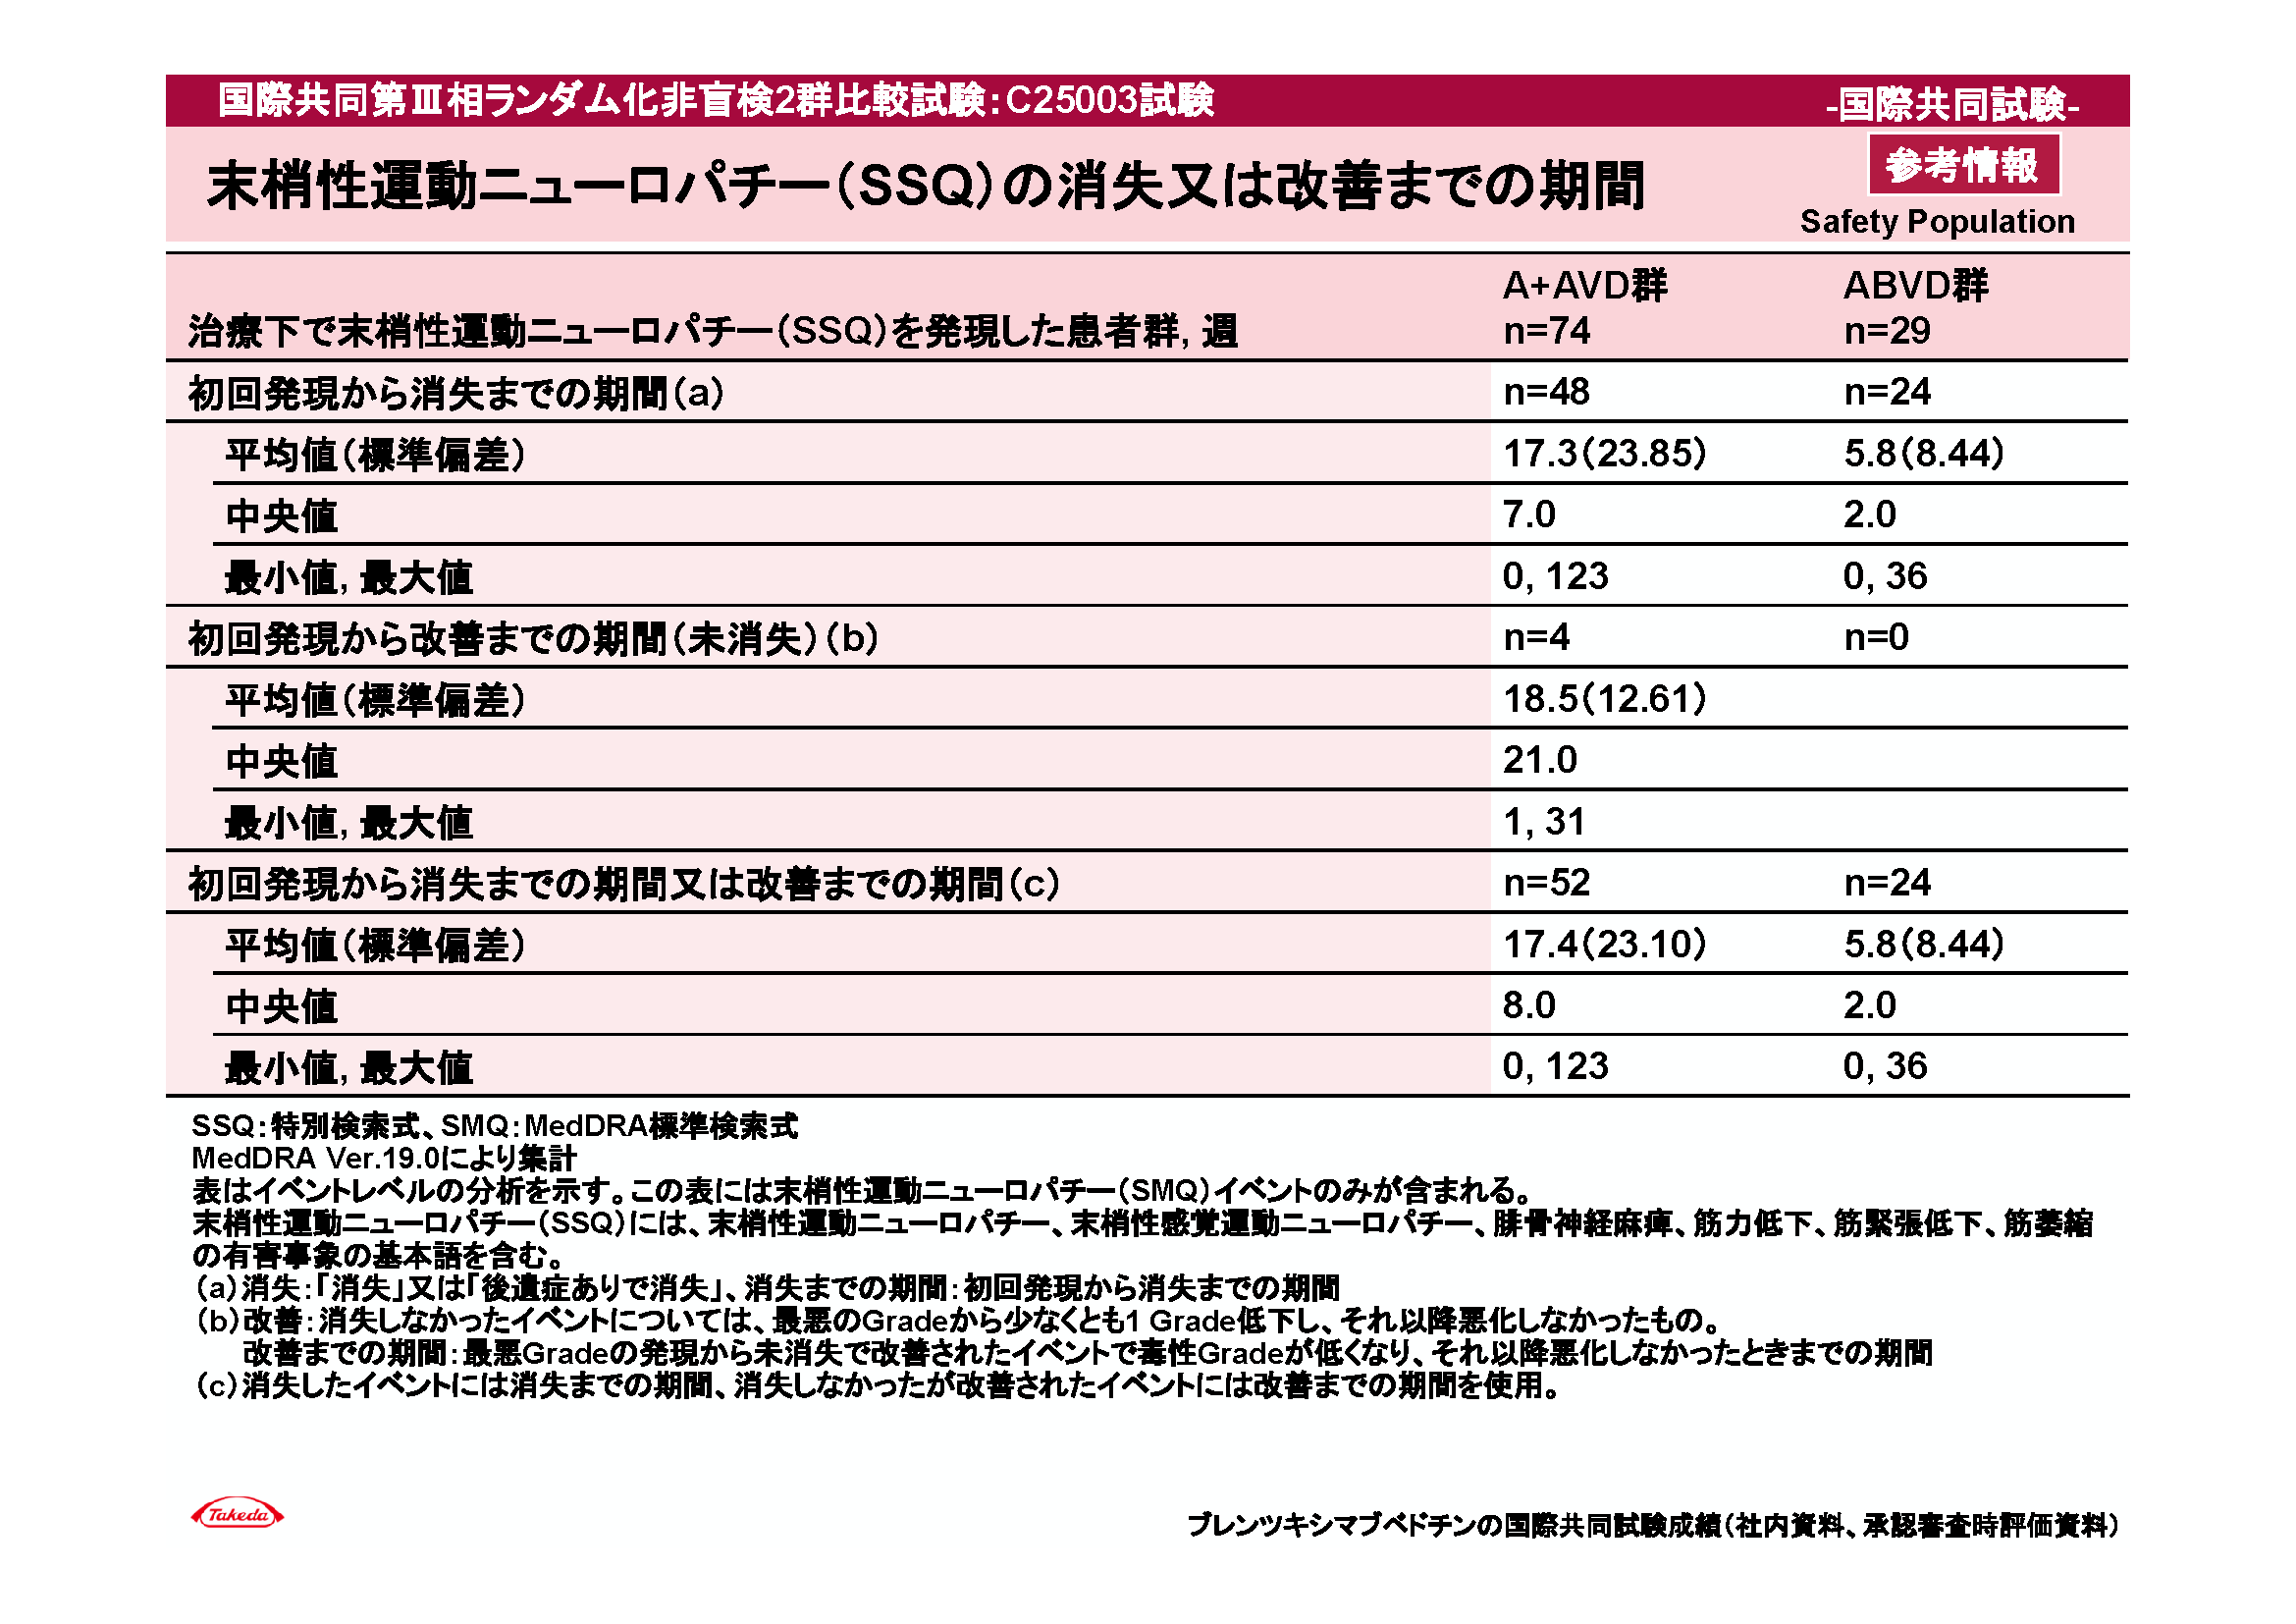 国際共同第Ⅲ相ランダム化非盲検2群比較試験：C25003試験
-国際共同試験-
末梢性運動ニューロパチー（SSQ）の消失又は改善までの期間
参考情報
Safety Population
A+AVD群 ABVD群
治療下で末梢性運動ニューロパチー（SSQ）を発現した患者群, 週 n=74 n=29
初回発現から消失までの期間（a） n=48 n=24
平均値（標準偏差） 17.3（23.85） 5.8（8.44）
中央値 7.0 2.0
最小値, 最大値 0, 123 0, 36
初回発現から改善までの期間（未消失）（b） n=4 n=0
平均値（標準偏差） 18.5（12.61）
中央値 21.0
最小値, 最大値 1, 31
初回発現から消失までの期間又は改善までの期間（c） n=52 n=24
平均値（標準偏差） 17.4（23.10） 5.8（8.44）
中央値 8.0 2.0
最小値, 最大値 0, 123 0, 36
SSQ：特別検索式、SMQ：MedDRA標準検索式
MedDRA Ver.19.0により集計
表はイベントレベルの分析を示す。この表には末梢性運動ニューロパチー（SMQ）イベントのみが含まれる。
末梢性運動ニューロパチー（SSQ）には、末梢性運動ニューロパチー、末梢性感覚運動ニューロパチー、腓骨神経麻痺、筋力低下、筋緊張低下、筋萎縮
の有害事象の基本語を含む。
（a）消失：「消失」又は「後遺症ありで消失」、消失までの期間：初回発現から消失までの期間
（b）改善：消失しなかったイベントについては、最悪のGradeから少なくとも1 Grade低下し、それ以降悪化しなかったもの。
改善までの期間：最悪Gradeの発現から未消失で改善されたイベントで毒性Gradeが低くなり、それ以降悪化しなかったときまでの期間
（c）消失したイベントには消失までの期間、消失しなかったが改善されたイベントには改善までの期間を使用。
Takeda
ブレンツキシマブベドチンの国際共同試験成績（社内資料、承認審査時評価資料）